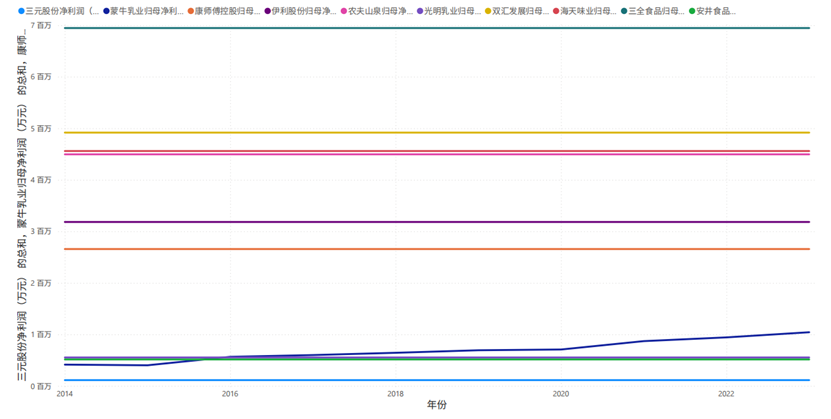 三元股份净利润（... 蒙牛乳业归母净利... 康师傅控股归母... 伊利股份归母净... 农夫山泉归母净... 光明乳业归母... 双汇发展归母... 海天味业归母... 三全食品归母... 安井食品...
三元股份净利润（万元） 的总和，蒙牛乳业归母净利润（万元） 的总和，康师...
7 百万
6 百万
5 百万
4 百万
3 百万
2 百万
1 百万
0 百万
2014 2016 2018 2020 2022
年份